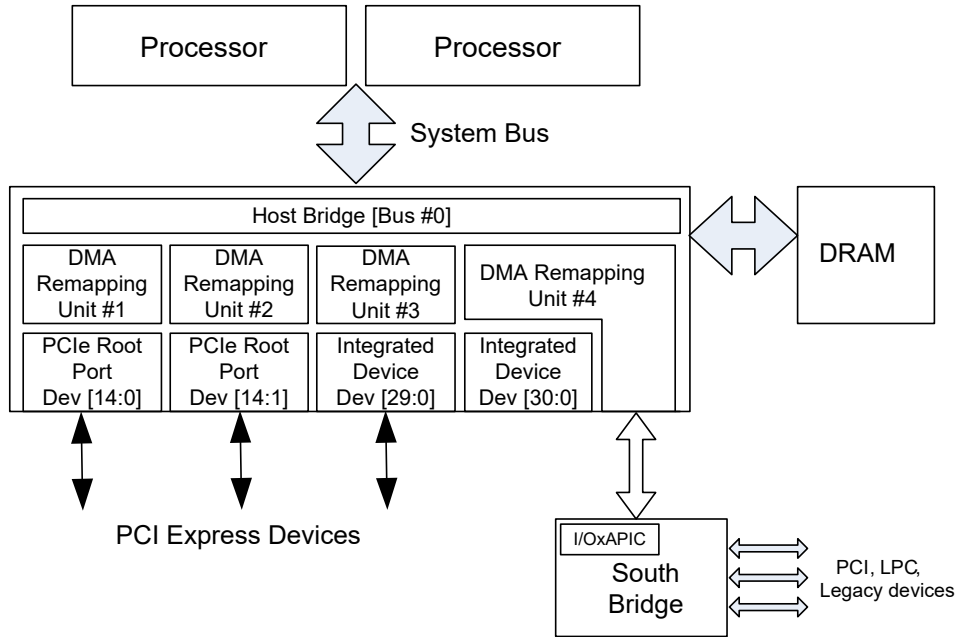 Processor
Processor
System Bus
Host Bridge [Bus #0]
DMA
Remapping
Unit #1
DMA
Remapping
Unit #2
DMA
Remapping
Unit #3
DMA Remapping
Unit #4
DRAM
PCIe Root
Port
Dev [14:0]
PCIe Root
Port
Dev [14:1]
Integrated
Device
Dev [29:0]
Integrated
Device
Dev [30:0]
PCI Express Devices
I/OxAPIC
South
Bridge
PCI, LPC,
Legacy devices